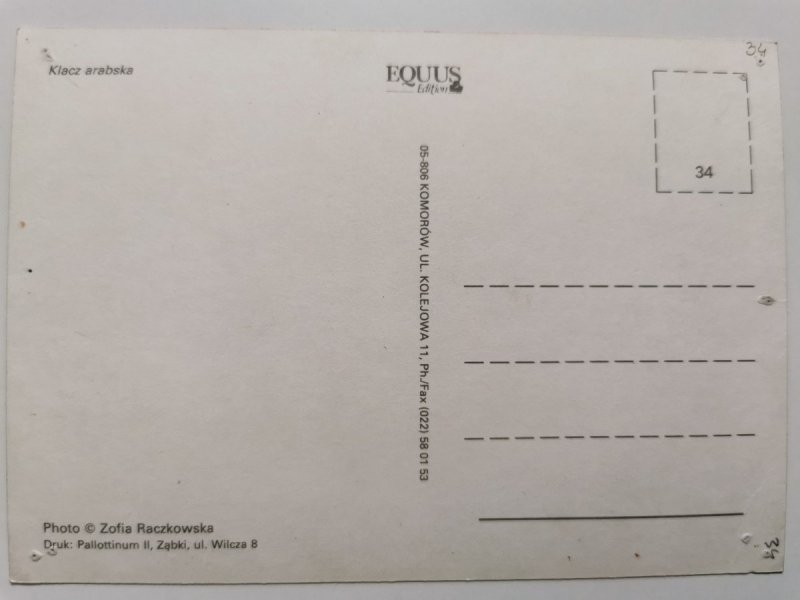 Klacz arabska
EQUUS
Edition
34
34
05-806 KOMORÓW, UL. KOLEJOWA 11, Ph./Fax (022) 58 01 53
Photo © Zofia Raczkowska
Druk: Pallottinum II, Ząbki, ul. Wilcza 8
34